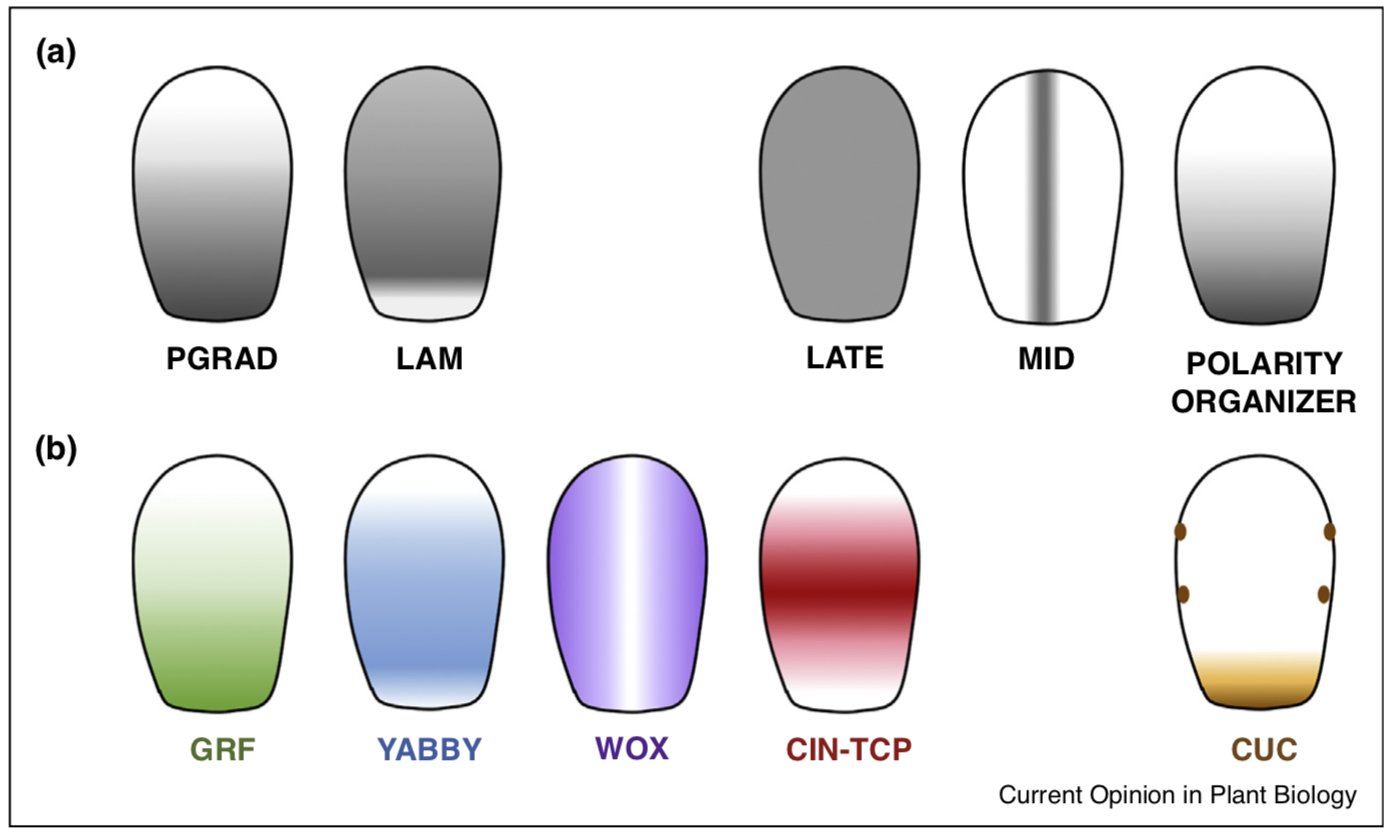 (a)
PGRAD
LAM
LATE
MID
POLARITY
ORGANIZER
(b)
GRF
YABBY
WOX
CIN-TCP
CUC
Current Opinion in Plant Biology